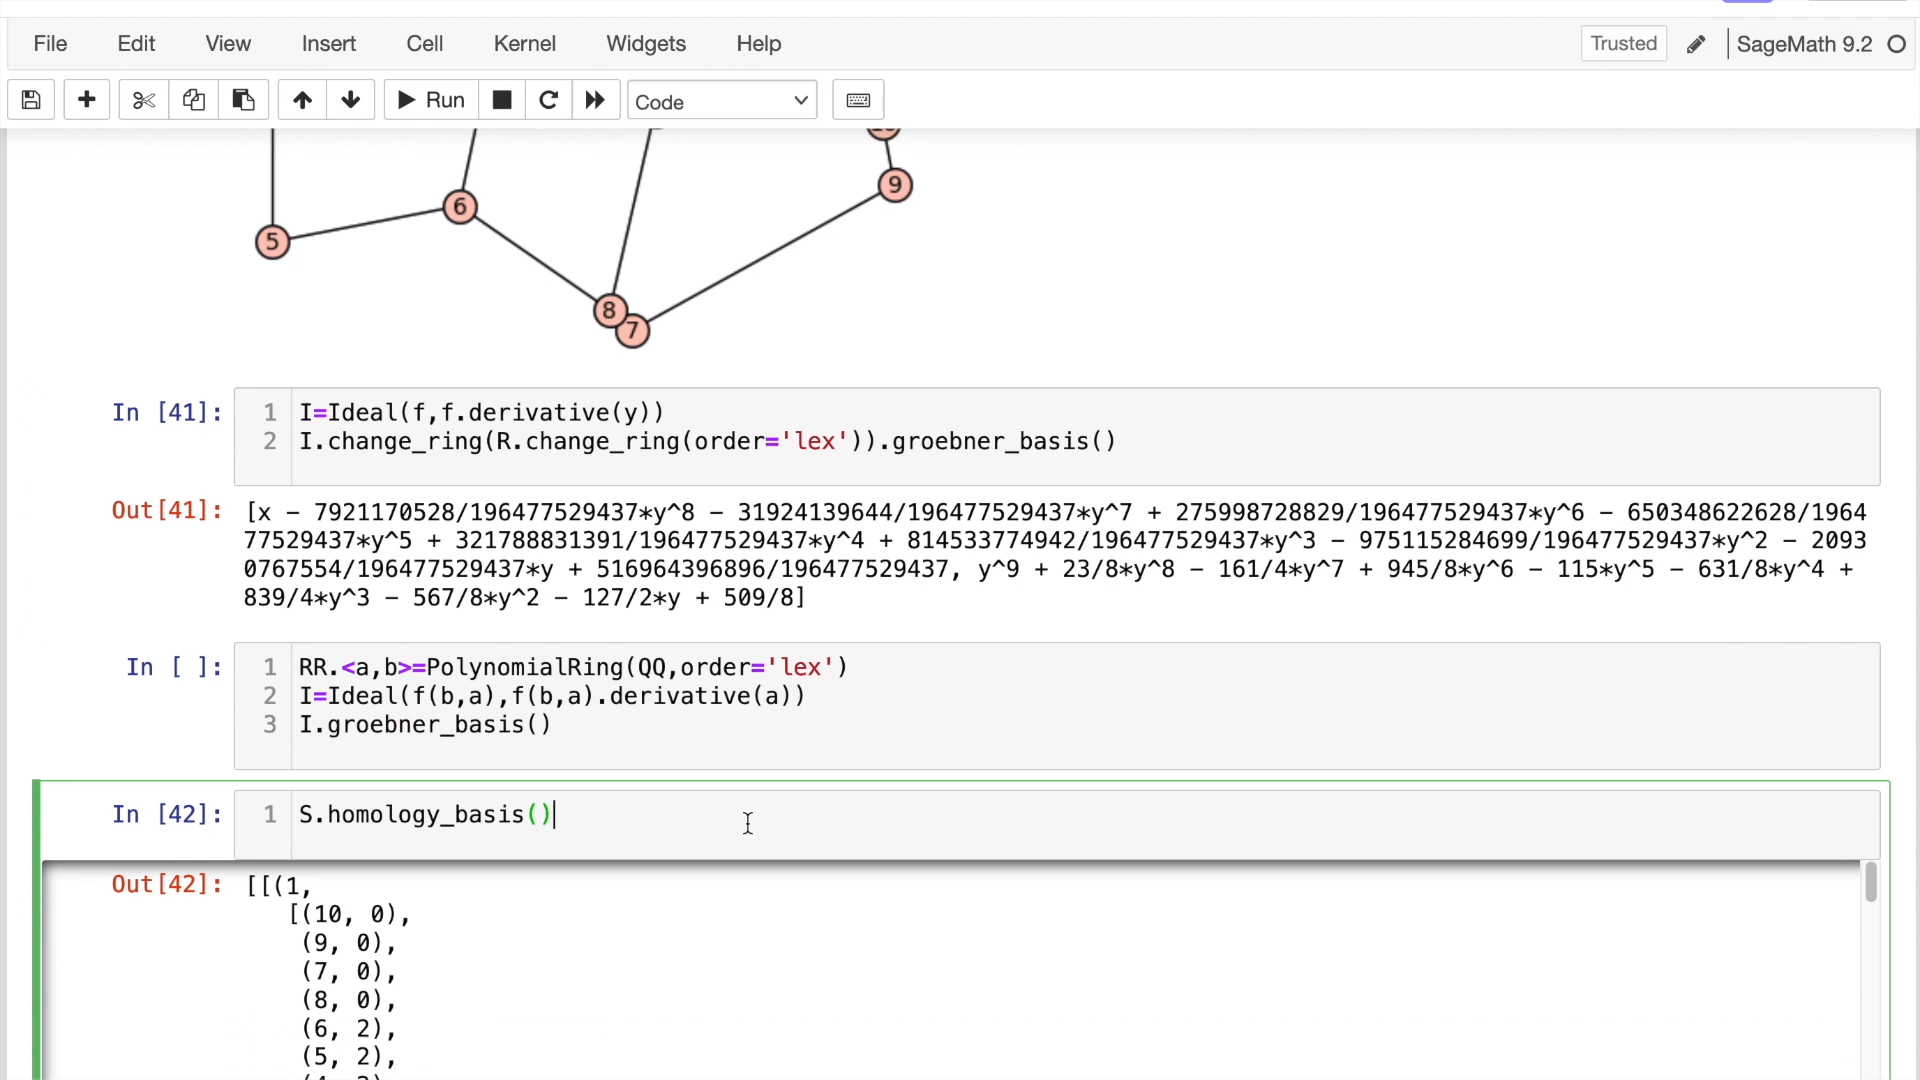 File Edit View Insert Cell Kernel Widgets Help Trusted SageMath 9.2
Run Code
9
6
5
8
7
In [41]: 1 I=Ideal(f,f.derivative(y))
2 I.change_ring(R.change_ring(order='lex')).groebner_basis()
Out[41]: [x - 7921170528/196477529437*y^8 - 31924139644/196477529437*y^7 + 275998728829/196477529437*y^6 - 650348622628/1964
77529437*y^5 + 321788831391/196477529437*y^4 + 814533774942/196477529437*y^3 - 975115284699/196477529437*y^2 - 2093
0767554/196477529437*y + 516964396896/196477529437, y^9 + 23/8*y^8 - 161/4*y^7 + 945/8*y^6 - 115*y^5 - 631/8*y^4 +
839/4*y^3 - 567/8*y^2 - 127/2*y + 509/8]
In [ ]: 1 RR.<a,b>=PolynomialRing(QQ,order='lex')
2 I=Ideal(f(b,a),f(b,a).derivative(a))
3 I.groebner_basis()
In [42]: 1 S.homology_basis()
Out[42]: [[(1,
[(10, 0),
(9, 0),
(7, 0),
(8, 0),
(6, 2),
(5, 2),